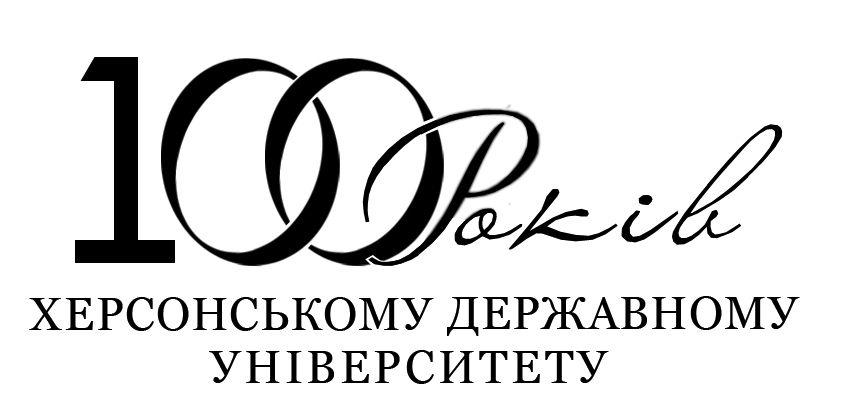 100 Років
ХЕРСОНСЬКОМУ ДЕРЖАВНОМУ
УНІВЕРСИТЕТУ